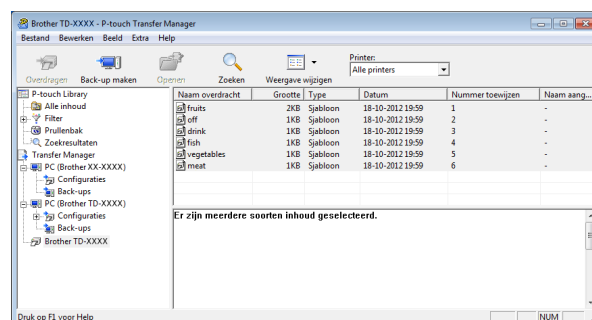 Brother TD-XXXX - P-touch Transfer Manager
Bestand Bewerken Beeld Extra Help
Overdragen Back-up maken Openen Zoeken Weergave wijzigen
Printer:
Alle printers
P-touch Library
Alle inhoud
Filter
Prullenbak
Zoekresultaten
Transfer Manager
PC (Brother XX-XXXX)
Configuraties
Back-ups
PC (Brother TD-XXXX)
Configuraties
Back-ups
Brother TD-XXXX
Naam overdracht Grootte Type Datum Nummer toewijzen Naam aang...
fruits 2KB Sjabloon 18-10-2012 19:59 1 -
off 1KB Sjabloon 18-10-2012 19:59 2 -
drink 1KB Sjabloon 18-10-2012 19:59 3 -
fish 1KB Sjabloon 18-10-2012 19:59 4 -
vegetables 1KB Sjabloon 18-10-2012 19:59 5 -
meat 1KB Sjabloon 18-10-2012 19:59 6 -
Er zijn meerdere soorten inhoud geselecteerd.
Druk op F1 voor Help NUM